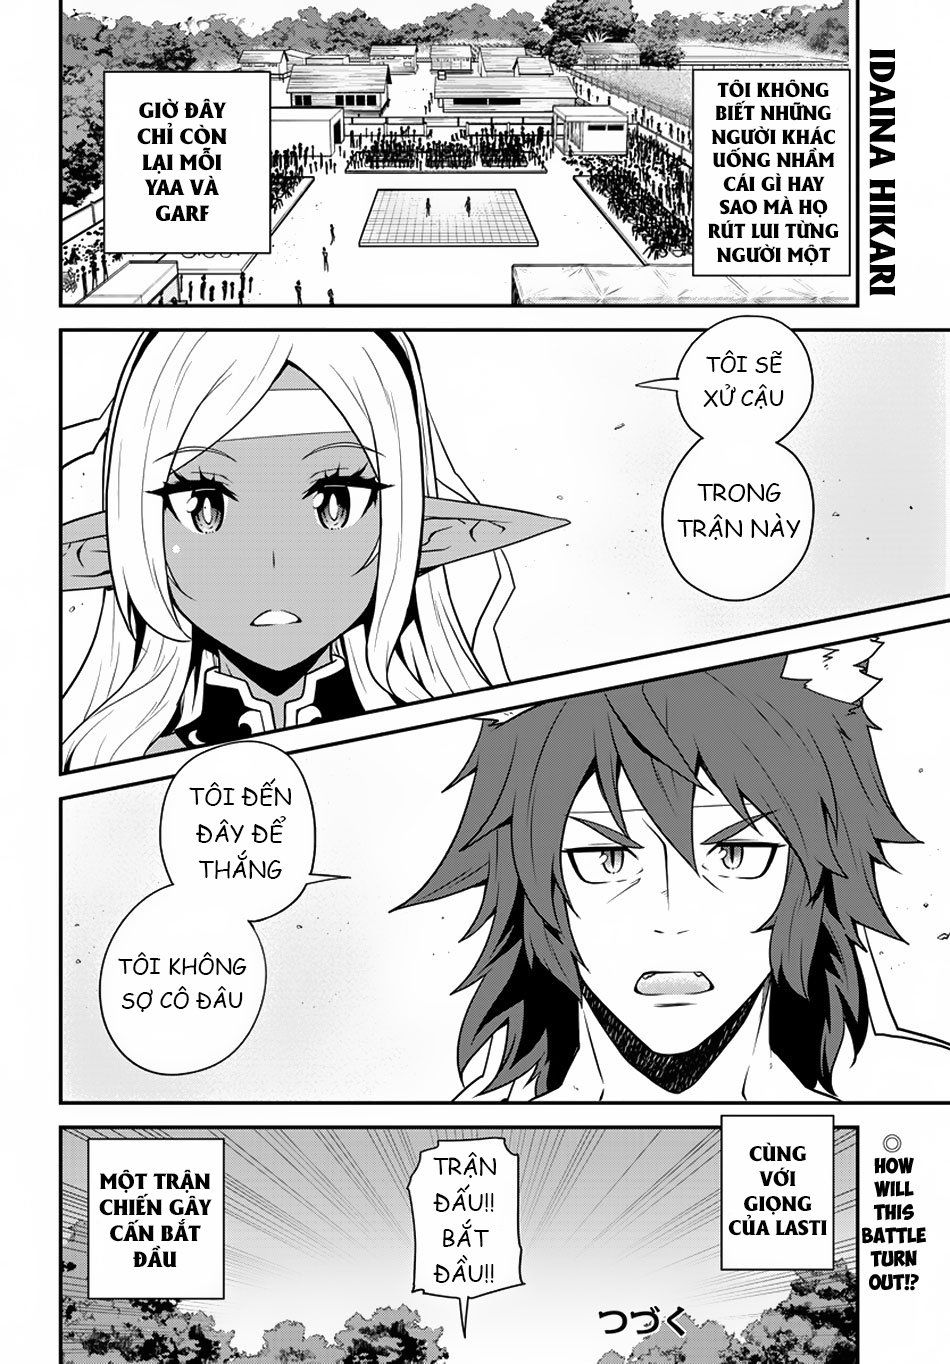 IDAINA HIKARI
TÔI KHÔNG
BIẾT NHỮNG
NGƯỜI KHÁC
UỐNG NHẦM
CÁI GÌ HAY
SAO MÀ HỌ
RÚT LUI TỪNG
NGƯỜI MỘT
GIỜ ĐÂY
CHỈ CÒN
LẠI MỖI
YAA VÀ
GARF
TÔI SẼ
XỬ CẬU
TRONG
TRẬN NÀY
TÔI ĐẾN
ĐÂY ĐỂ
THẮNG
TÔI KHÔNG
SỢ CÔ ĐÂU
CÙNG
VỚI
GIỌNG
CỦA LASTI
TRẬN
ĐẤU!!
BẮT
ĐẦU!!
MỘT TRẬN
CHIẾN GÂY
CẤN BẮT
ĐẦU
つづく
◎
HOW
WILL
THIS
BATTLE
TURN
OUT!?